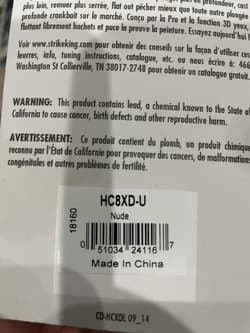 plus loin, remuer plus serrée, flat out pécher mieux que toute autre plongée
profonde crankbait sur le marché. Conçu par la Pro et la fonction 3D yeux,
flottant librement hochets et puce la preuve la peinture. Essayez aujourd'hui !
Voir www.strikeking.com pour obtenir des conseils sur la façon d'utiliser ces
leurres, info, tuning instructions, catalogue, etc. ou nous écrire à: 466
Washington St Collierville, TN 38017-2748 pour obtenir un catalogue gratuit.
WARNING: This product contains lead, a chemical known to the State of
California to cause cancer, birth defects and other reproductive harm.
AVERTISSEMENT: Ce produit contient du plomb, un produit chimique
reconnu par l'État de Californie pour provoquer des cancers, de malformations
congénitales et autres problèmes de fertilité.
HC8XD-U
Nude
18160
0 51034 24116 7
Made In China
CD-HCXDL 09_14